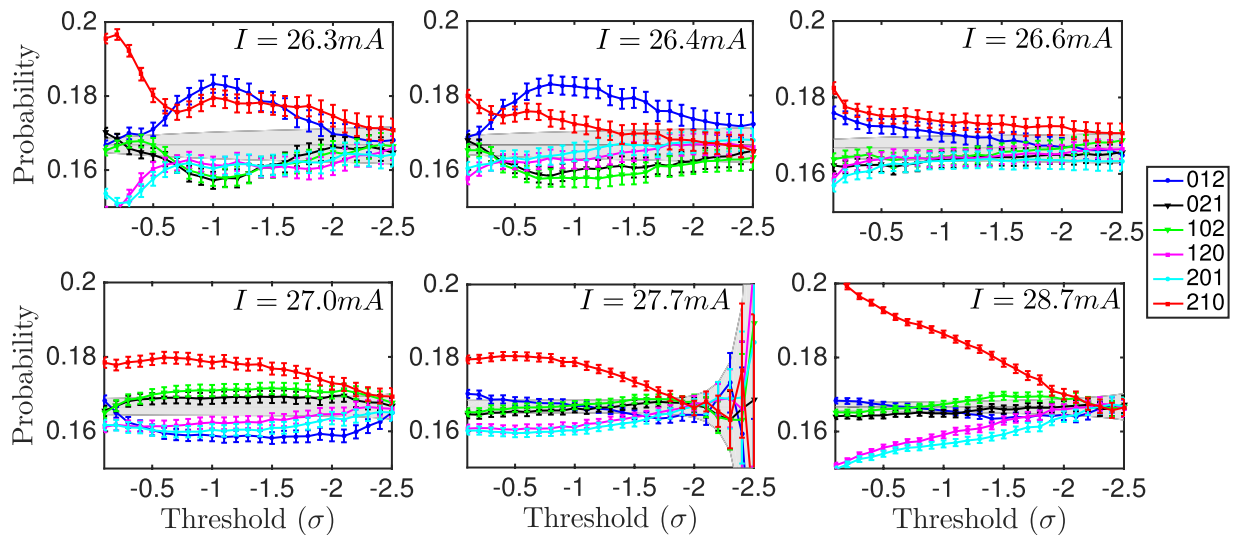 0.2
0.18
0.16
Probability
I = 26.3mA
-0.5 -1 -1.5 -2 -2.5
0.2
0.18
0.16
I = 26.4mA
-0.5 -1 -1.5 -2 -2.5
0.2
0.18
0.16
I = 26.6mA
-0.5 -1 -1.5 -2 -2.5
012
021
102
120
201
210
0.2
0.18
0.16
Probability
I = 27.0mA
-0.5 -1 -1.5 -2 -2.5
Threshold (σ)
0.2
0.18
0.16
I = 27.7mA
-0.5 -1 -1.5 -2 -2.5
Threshold (σ)
0.2
0.18
0.16
I = 28.7mA
-0.5 -1 -1.5 -2 -2.5
Threshold (σ)